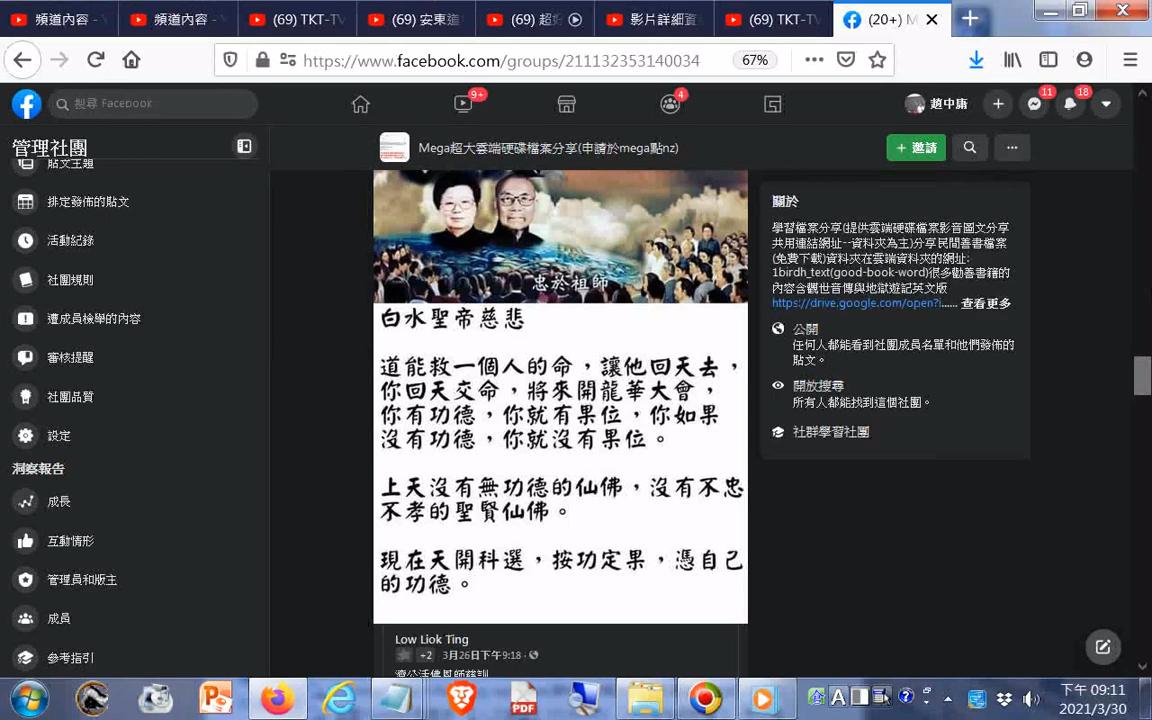 頻道內容 - Y
頻道內容 - Y
(69) TKT-TV
(69) 安東道
(69) 超好
影片詳細資
(69) TKT-TV
(20+) M
https://www.facebook.com/groups/211132353140034
67%
搜尋 Facebook
9+
4
趙中庸
11
18
管理社團
Mega超大雲端硬碟檔案分享(申請於mega點nz)
+ 邀請
貼文主題
排定發佈的貼文
活動紀錄
社團規則
遭成員檢舉的內容
審核提醒
社團品質
設定
洞察報告
成長
互動情形
管理員和版主
成員
參考指引
忠於祖師
白水聖帝慈悲
道能救一個人的命，讓他回天去，
你回天交命，將來開龍華大會，
你有功德，你就有果位，你如果
沒有功德，你就沒有果位。
上天沒有無功德的仙佛，沒有不忠
不孝的聖賢仙佛。
現在天開科選，按功定果，憑自己
的功德。
Low Liok Ting
+2 3月26日下午9:18 ·
濟公活佛恩師慈訓
關於
學習檔案分享(提供雲端硬碟檔案影音圖文分享
共用連結網址--資料夾為主)分享民間善書檔案
(免費下載)資料夾在雲端資料夾的網址:
1birdh_text(good-book-word)很多勸善書籍的
內容含觀世音傳與地獄遊記英文版
https://drive.google.com/open?i...... 查看更多
公開
任何人都能看到社團成員名單和他們發佈的
貼文。
開放搜尋
所有人都能找到這個社團。
社群學習社團
PDF
A
下午 09:11
2021/3/30